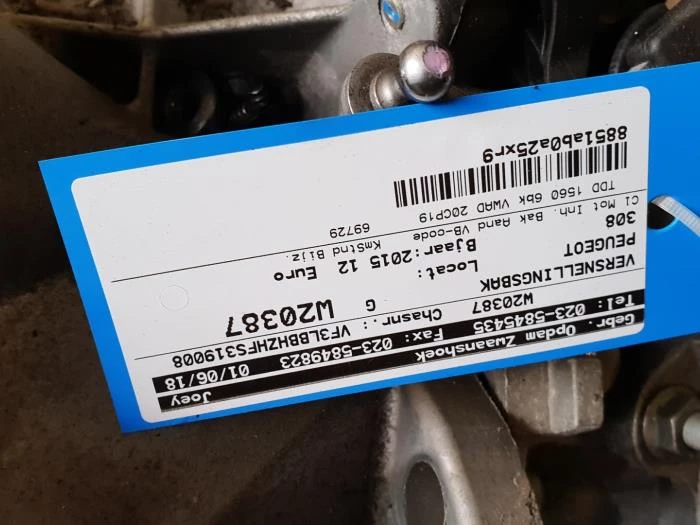 Gebr. Opdam Zwaanshoek Joey
Tel: 023-5845435 Fax: 023-5849823 01/06/18
W20387 Chasnr.: VF3LBBHZHFS319008
VERSNELLINGSBAK G W20387
PEUGEOT Locat:
308 Bjaar:2015 12 Euro
Cl Mot Inh. Bak Aand VB-code KmStnd Bijz.
TDD 1560 6bk VWAD 20CP19 69729
8851ab0a25xr9